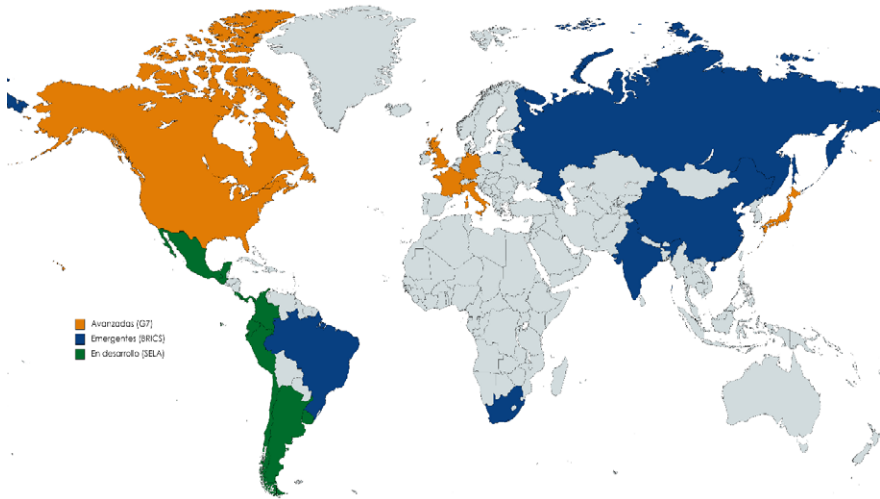 Avanzadas (G7)
Emergentes (BRICS)
En desarrollo (SELA)